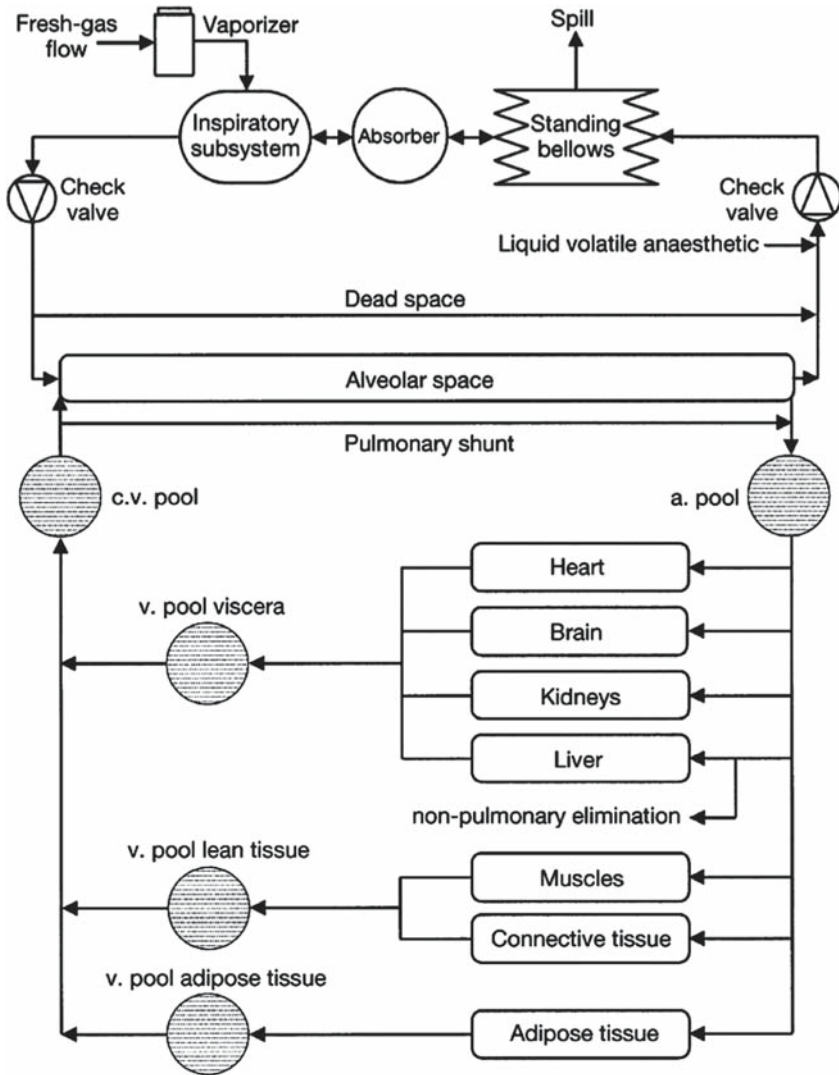 Fresh-gas
flow
Vaporizer
Spill
Inspiratory
subsystem
Absorber
Standing
bellows
Check
valve
Check
valve
Liquid volatile anaesthetic
Dead space
Alveolar space
Pulmonary shunt
c.v. pool
a. pool
Heart
v. pool viscera
Brain
Kidneys
Liver
non-pulmonary elimination
v. pool lean tissue
Muscles
Connective tissue
v. pool adipose tissue
Adipose tissue